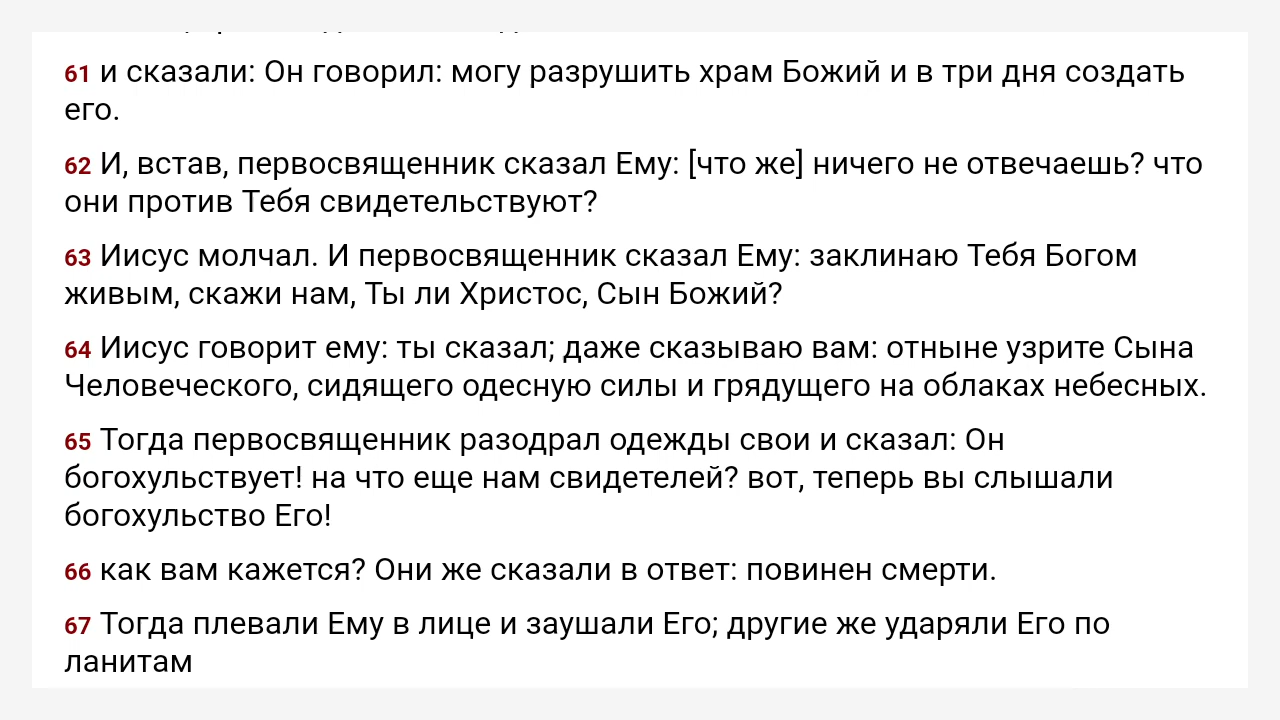 61 и сказали: Он говорил: могу разрушить храм Божий и в три дня создать
его.
62 И, встав, первосвященник сказал Ему: [что же] ничего не отвечаешь? что
они против Тебя свидетельствуют?
63 Иисус молчал. И первосвященник сказал Ему: заклинаю Тебя Богом
живым, скажи нам, Ты ли Христос, Сын Божий?
64 Иисус говорит ему: ты сказал; даже сказываю вам: отныне узрите Сына
Человеческого, сидящего одесную силы и грядущего на облаках небесных.
65 Тогда первосвященник разодрал одежды свои и сказал: Он
богохульствует! на что еще нам свидетелей? вот, теперь вы слышали
богохульство Его!
66 как вам кажется? Они же сказали в ответ: повинен смерти.
67 Тогда плевали Ему в лице и заушали Его; другие же ударяли Его по
ланитам